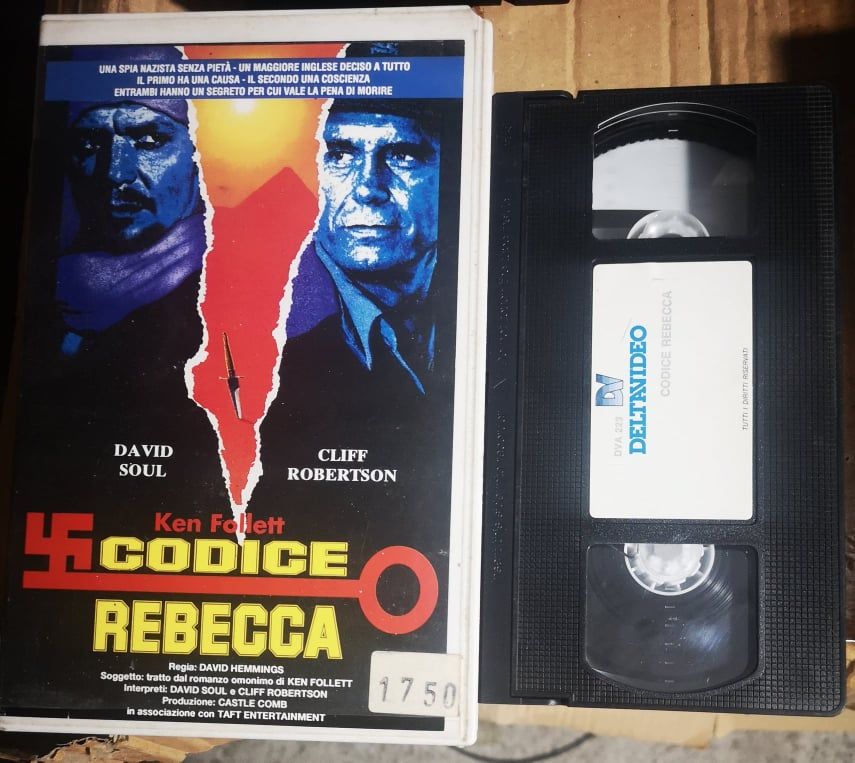 UNA SPIA NAZISTA SENZA PIETÀ - UN MAGGIORE INGLESE DECISO A TUTTO
IL PRIMO HA UNA CAUSA - IL SECONDO UNA COSCIENZA
ENTRAMBI HANNO UN SEGRETO PER CUI VALE LA PENA DI MORIRE
DAVID
SOUL
CLIFF
ROBERTSON
Ken Follett
CODICE
REBECCA
Regia: DAVID HEMMINGS
Soggetto: tratto dal romanzo omonimo di KEN FOLLETT
Interpreti: DAVID SOUL e CLIFF ROBERTSON
Produzione: CASTLE COMB
in associazione con TAFT ENTERTAINMENT
1750
DVA 223
DV
DELTAVIDEO
CODICE REBECCA
TUTTI I DIRITTI RISERVATI